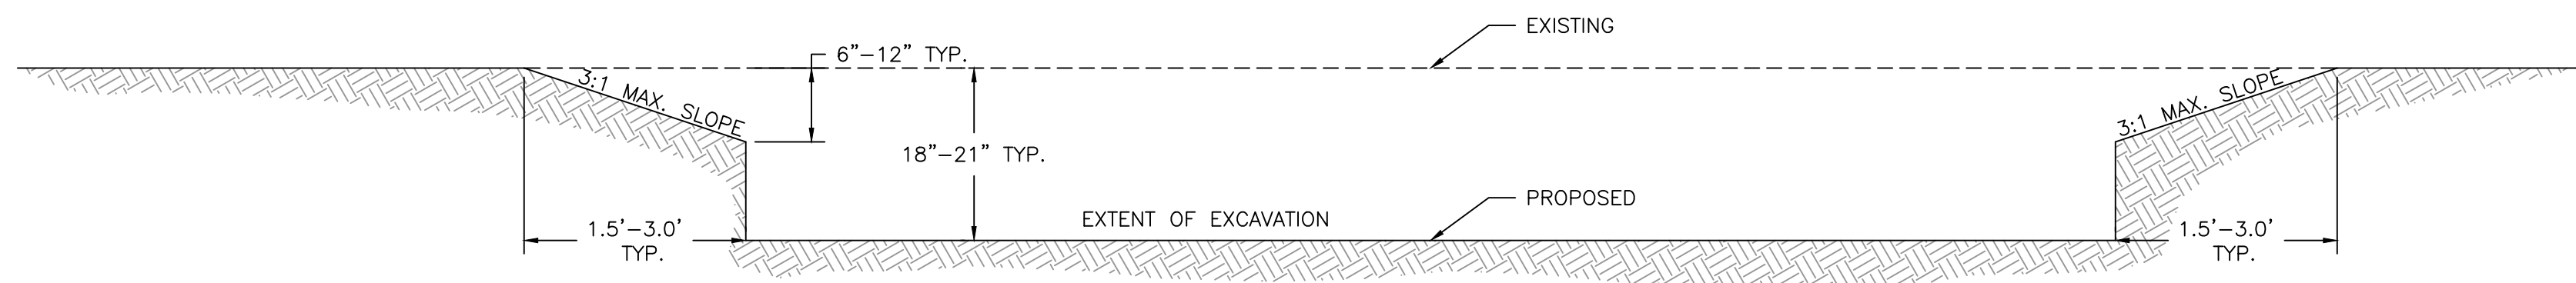 EXISTING
6”–12” TYP.
3:1 MAX. SLOPE
3:1 MAX. SLOPE
18”–21” TYP.
PROPOSED
EXTENT OF EXCAVATION
1.5’–3.0’
TYP.
1.5’–3.0’
TYP.